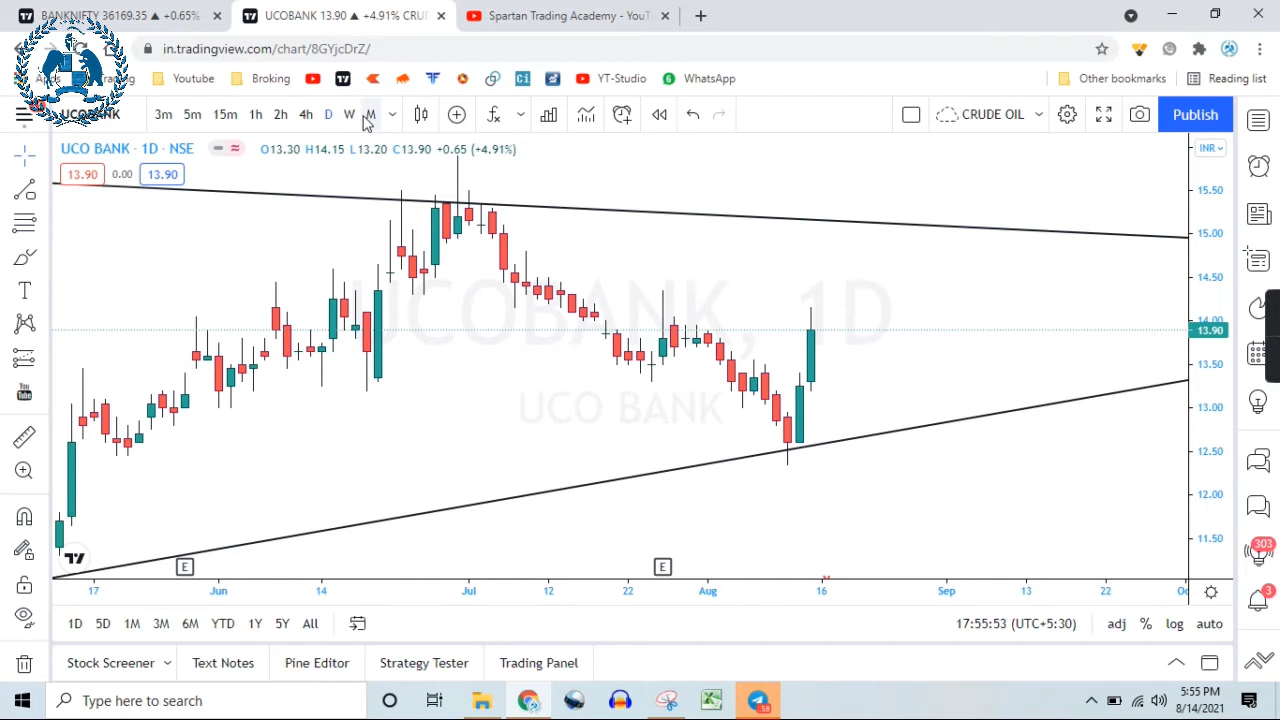 BANKNIFTY 36169.35 ▲ +0.65%
UCOBANK 13.90 ▲ +4.91% CRUD
Spartan Trading Academy - YouT
in.tradingview.com/chart/8GYjcDrZ/
YouTube
Broking
YT-Studio
WhatsApp
Other bookmarks
Reading list
UCOBANK
3m 5m 15m 1h 2h 4h D W M
CRUDE OIL
Publish
UCO BANK · 1D · NSE
O13.30 H14.15 L13.20 C13.90 +0.65 (+4.91%)
INR
13.90 0.00 13.90
15.50
15.00
14.50
14.00
13.90
13.50
13.00
12.50
12.00
11.50
UCOBANK, 1D
UCO BANK
E
E
17 Jun 14 Jul 12 22 Aug 16 Sep 13 22 Oc
1D 5D 1M 3M 6M YTD 1Y 5Y All
17:55:53 (UTC+5:30)
adj % log auto
Stock Screener
Text Notes
Pine Editor
Strategy Tester
Trading Panel
303
3
Type here to search
58
5:55 PM
8/14/2021